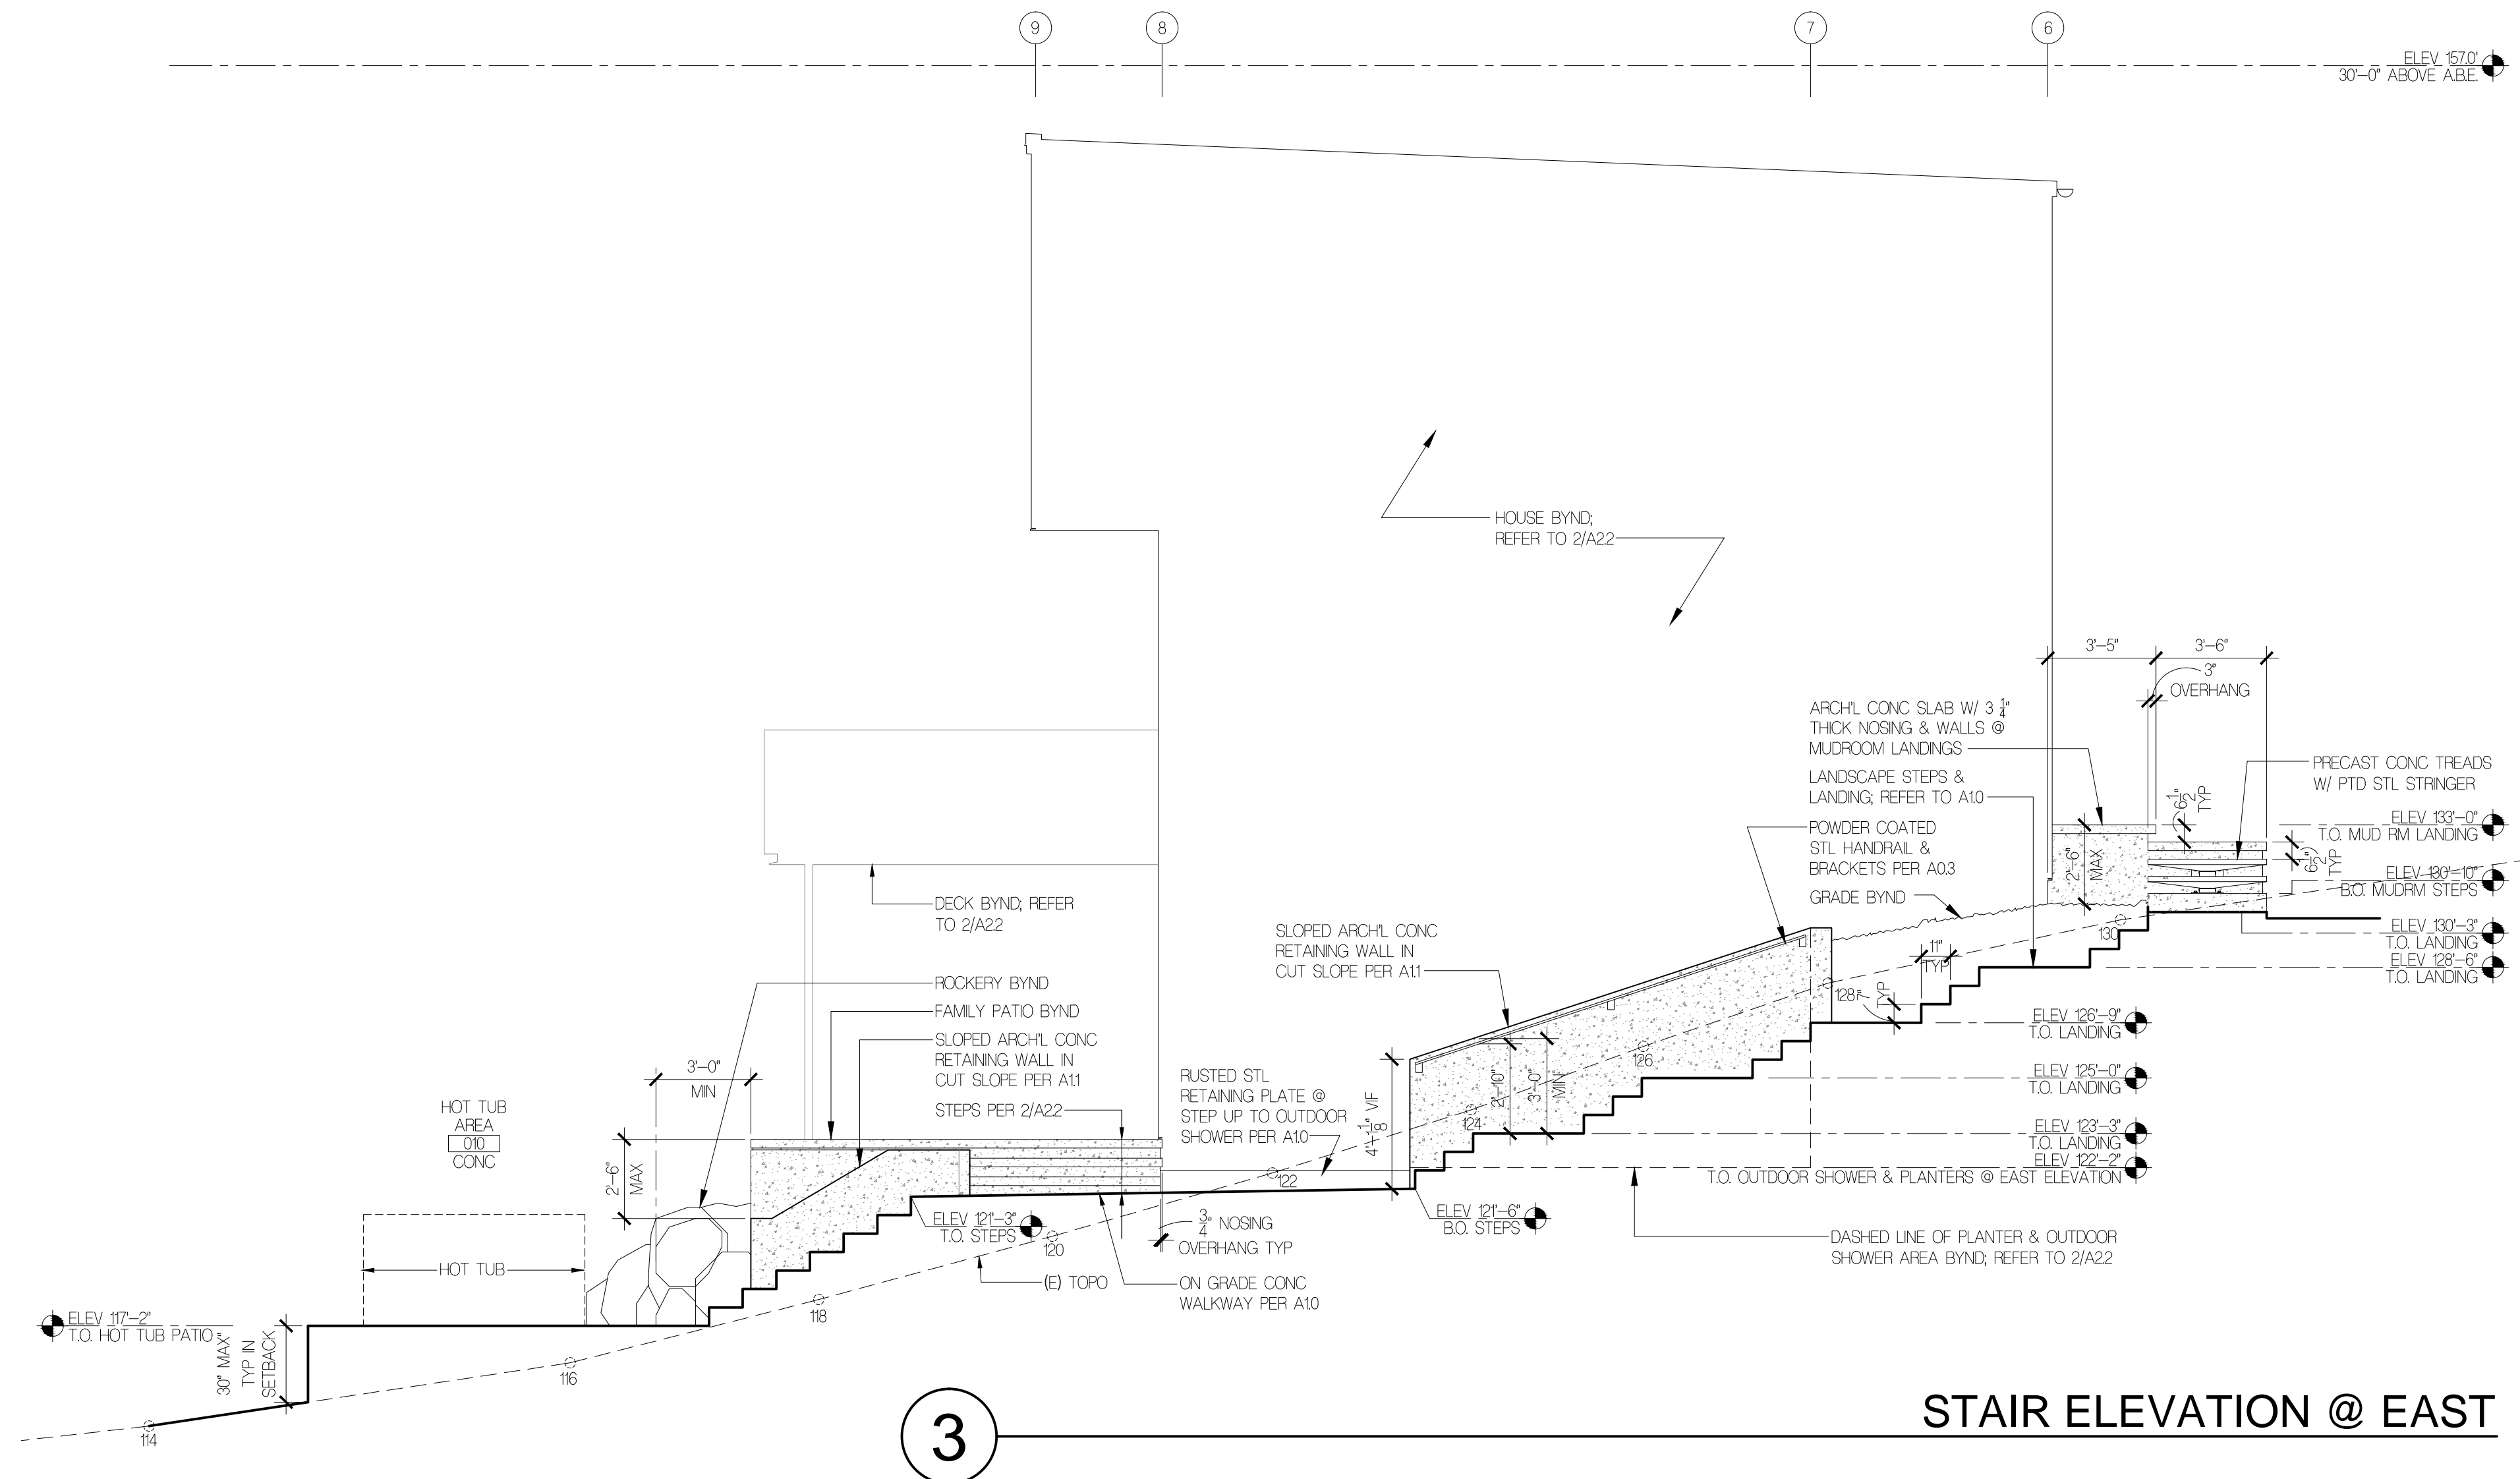 9
8
7
6
ELEV 157.0'
30'-0" ABOVE A.B.E.
HOUSE BYND;
REFER TO 2/A2.2
3'-5"
3'-6"
3"
OVERHANG
ARCH'L CONC SLAB W/ 3 1/4"
THICK NOSING & WALLS @
MUDROOM LANDINGS
LANDSCAPE STEPS &
LANDING; REFER TO A1.0
POWDER COATED
STL HANDRAIL &
BRACKETS PER A0.3
GRADE BYND
PRECAST CONC TREADS
W/ PTD STL STRINGER
6 1/2"
TYP
2'-6"
MAX
6 1/2"
TYP
ELEV 133'-0"
T.O. MUD RM LANDING
ELEV 130'-10"
B.O. MUDRM STEPS
ELEV 130'-3"
T.O. LANDING
ELEV 128'-6"
T.O. LANDING
ELEV 126'-9"
T.O. LANDING
ELEV 125'-0"
T.O. LANDING
ELEV 123'-3"
T.O. LANDING
ELEV 122'-2"
T.O. OUTDOOR SHOWER & PLANTERS @ EAST ELEVATION
130
11"
TYP
128
TYP
126
124
122
120
118
116
114
DECK BYND; REFER
TO 2/A2.2
ROCKERY BYND
FAMILY PATIO BYND
SLOPED ARCH'L CONC
RETAINING WALL IN
CUT SLOPE PER A1.1
STEPS PER 2/A2.2
SLOPED ARCH'L CONC
RETAINING WALL IN
CUT SLOPE PER A1.1
RUSTED STL
RETAINING PLATE @
STEP UP TO OUTDOOR
SHOWER PER A1.0
4'-1 1/8" VIF
2'-10"
3'-0"
MIN
3'-0"
MIN
2'-6"
MAX
HOT TUB
AREA
010
CONC
HOT TUB
ELEV 121'-3"
T.O. STEPS
3/4" NOSING
OVERHANG TYP
(E) TOPO
ON GRADE CONC
WALKWAY PER A1.0
ELEV 121'-6"
B.O. STEPS
DASHED LINE OF PLANTER & OUTDOOR
SHOWER AREA BYND; REFER TO 2/A2.2
ELEV 117'-2"
T.O. HOT TUB PATIO
30" MAX"
TYP IN
SETBACK
3
STAIR ELEVATION @ EAST